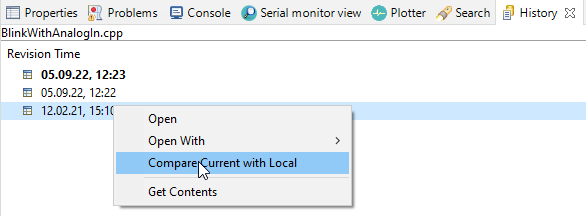 Properties Problems Console Serial monitor view Plotter Search History
BlinkWithAnalogIn.cpp
Revision Time
05.09.22, 12:23
05.09.22, 12:22
12.02.21, 15:10
Open
Open With
Compare Current with Local
Get Contents